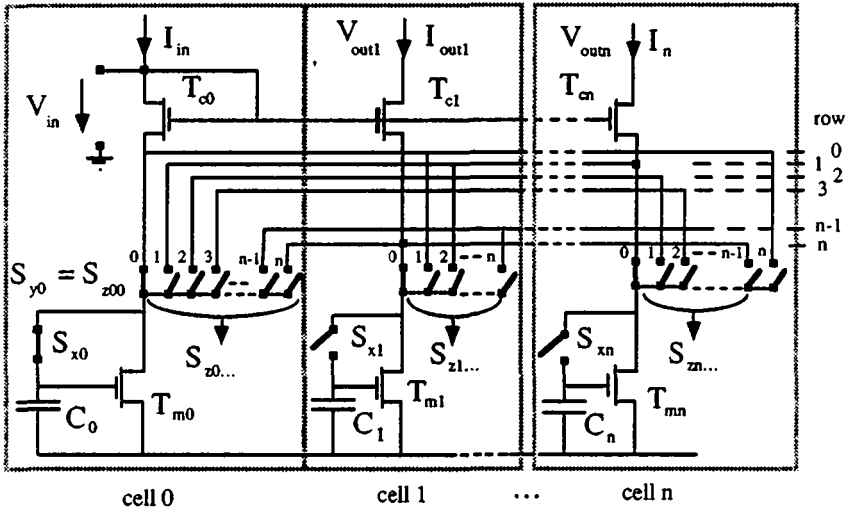 I_in V_out1 I_out1 V_outn I_n
T_c0 T_c1 T_cn
V_in
row
0
1
2
3
n-1
n
0 1 2 3 n-1 n
0 1 2 n
0 1 2 n-1 n
S_y0 = S_z00
S_z0... S_z1... S_zn...
S_x0 S_x1 S_xn
T_m0 T_m1 T_mn
C_0 C_1 C_n
cell 0 cell 1 ... cell n